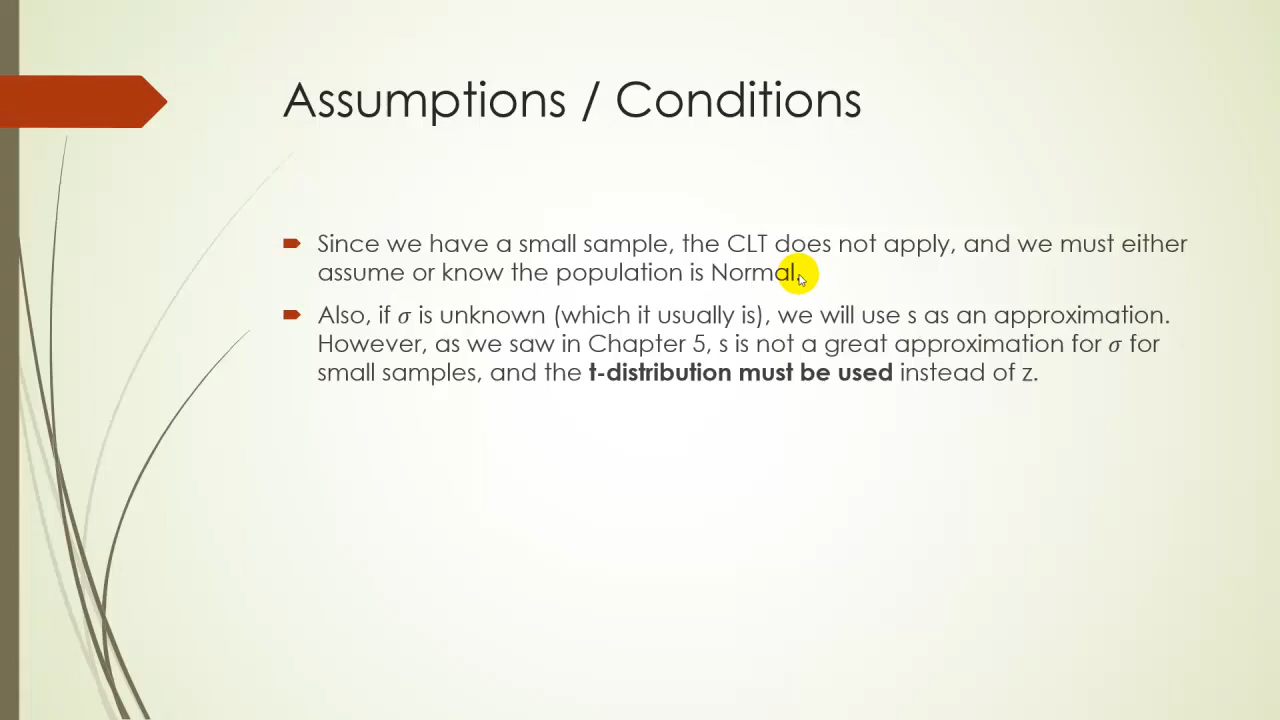 Assumptions / Conditions
Since we have a small sample, the CLT does not apply, and we must either
assume or know the population is Normal.
Also, if σ is unknown (which it usually is), we will use s as an approximation.
However, as we saw in Chapter 5, s is not a great approximation for σ for
small samples, and the t-distribution must be used instead of z.